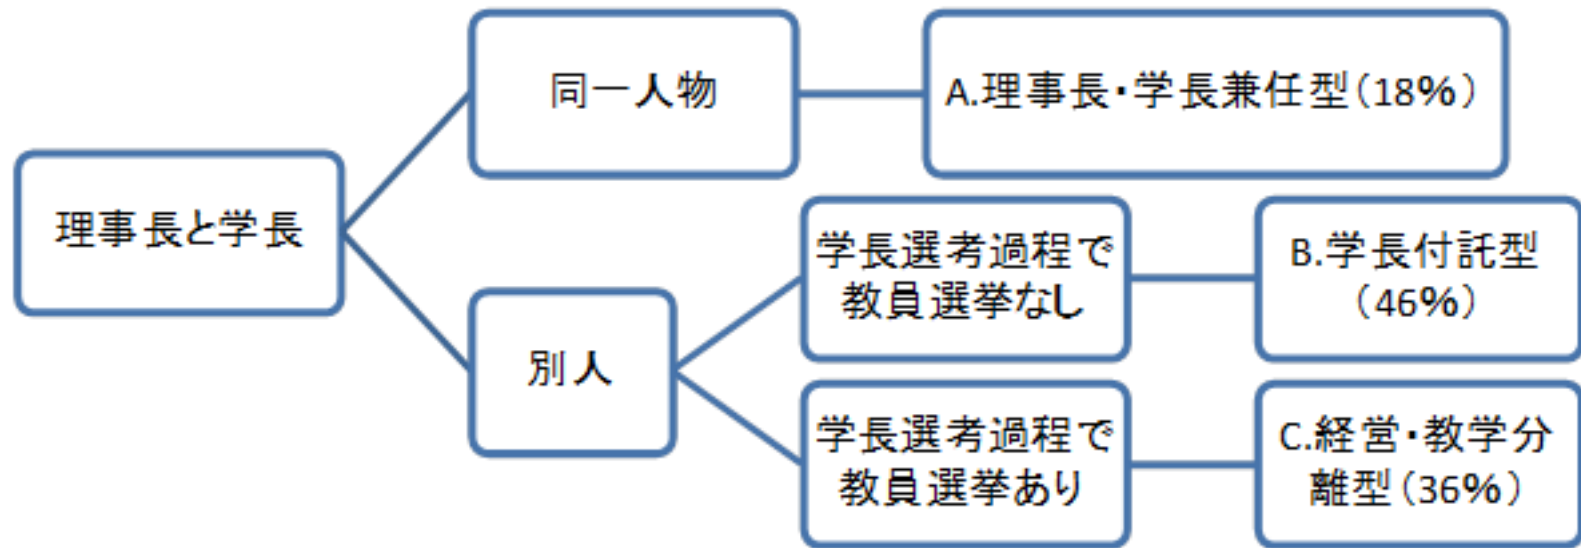 理事長と学長
同一人物
A.理事長・学長兼任型（18%）
別人
学長選考過程で
教員選挙なし
B.学長付託型
（46%）
学長選考過程で
教員選挙あり
C.経営・教学分
離型（36%）